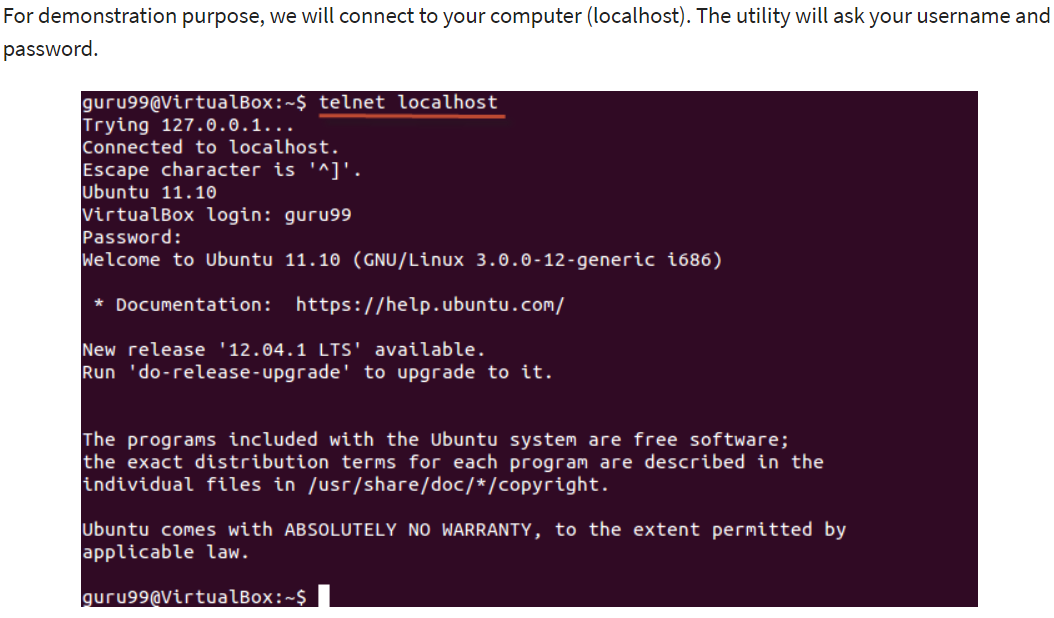 For demonstration purpose, we will connect to your computer (localhost). The utility will ask your username and
password.
guru99@VirtualBox:~$ telnet localhost
Trying 127.0.0.1...
Connected to localhost.
Escape character is '^]'.
Ubuntu 11.10
VirtualBox login: guru99
Password:
Welcome to Ubuntu 11.10 (GNU/Linux 3.0.0-12-generic i686)
* Documentation:  https://help.ubuntu.com/
New release '12.04.1 LTS' available.
Run 'do-release-upgrade' to upgrade to it.
The programs included with the Ubuntu system are free software;
the exact distribution terms for each program are described in the
individual files in /usr/share/doc/*/copyright.
Ubuntu comes with ABSOLUTELY NO WARRANTY, to the extent permitted by
applicable law.
guru99@VirtualBox:~$